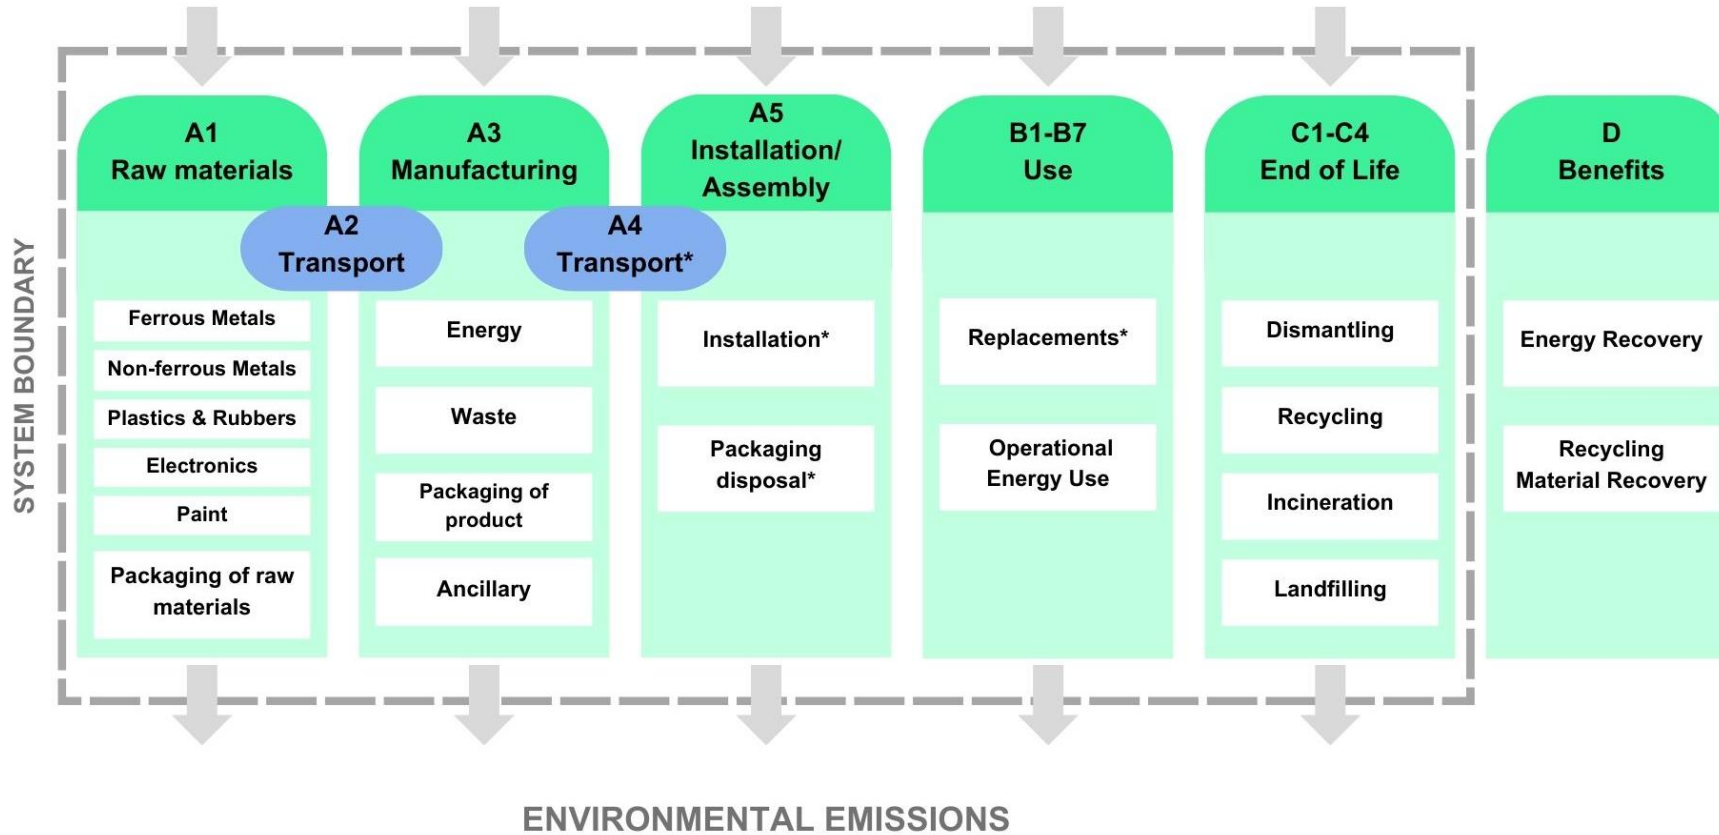 SYSTEM BOUNDARY
A1
Raw materials
A2
Transport
Ferrous Metals
Non-ferrous Metals
Plastics & Rubbers
Electronics
Paint
Packaging of raw
materials
A3
Manufacturing
A4
Transport*
Energy
Waste
Packaging of
product
Ancillary
A5
Installation/
Assembly
Installation*
Packaging
disposal*
B1-B7
Use
Replacements*
Operational
Energy Use
C1-C4
End of Life
Dismantling
Recycling
Incineration
Landfilling
D
Benefits
Energy Recovery
Recycling
Material Recovery
ENVIRONMENTAL EMISSIONS